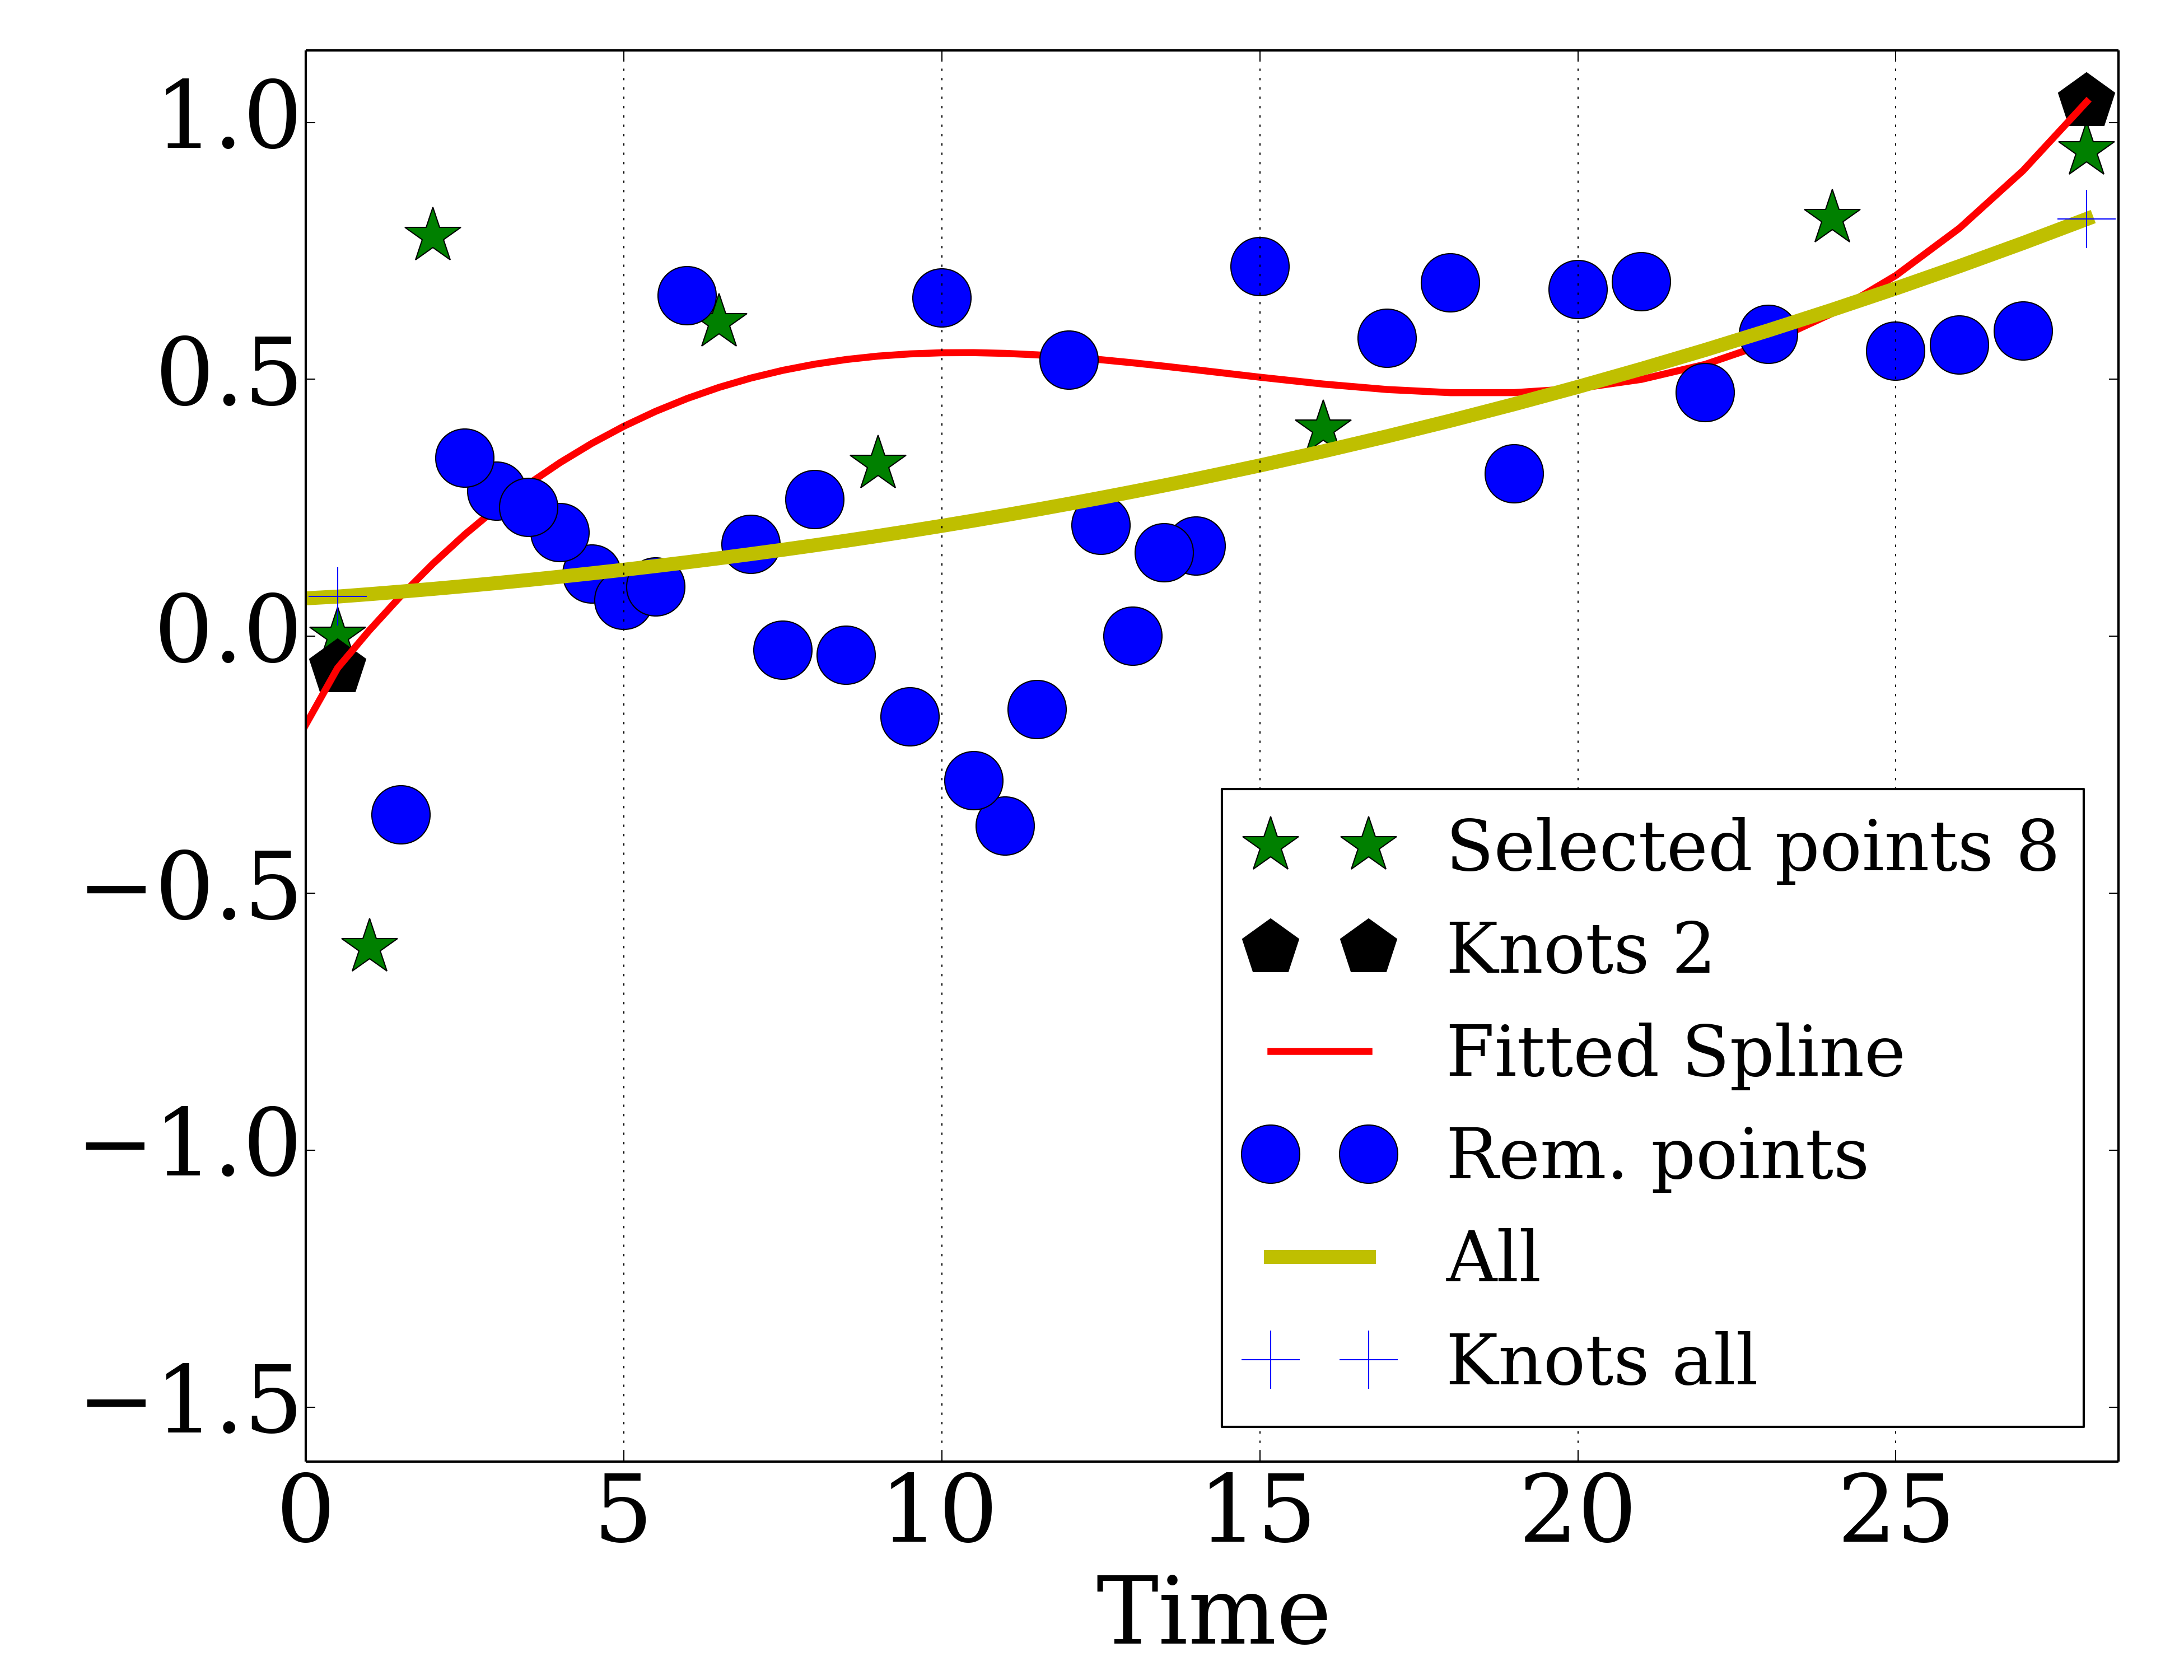 1.0
0.5
0.0
−0.5
−1.0
−1.5
0 5 10 15 20 25
Time
Selected points 8
Knots 2
Fitted Spline
Rem. points
All
Knots all